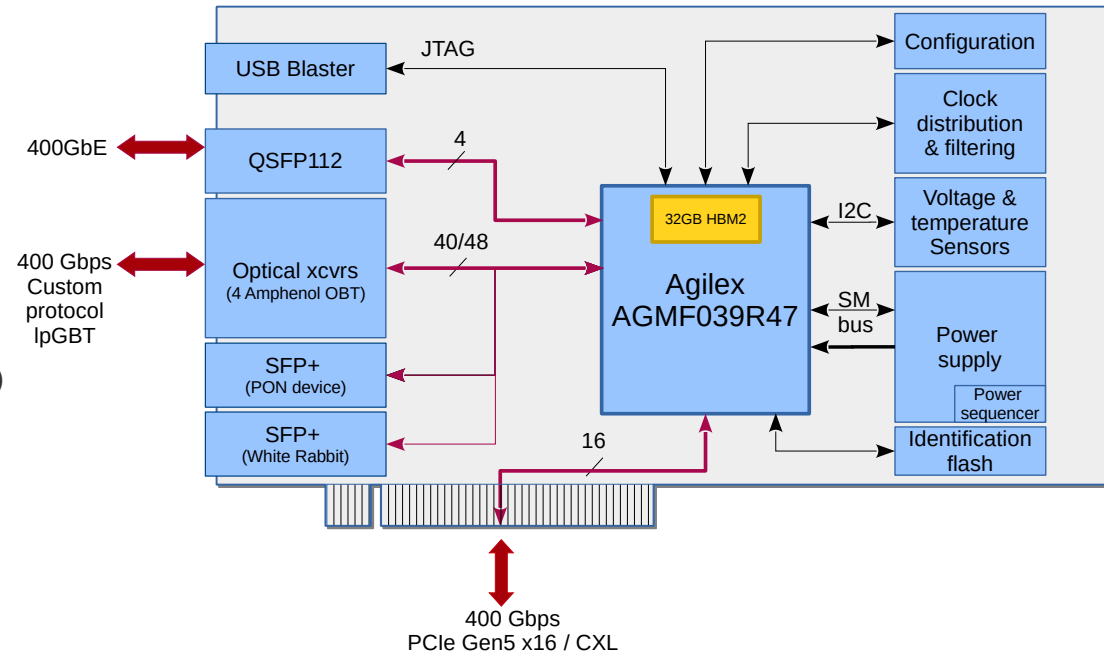 USB Blaster
JTAG
400GbE
QSFP112
4
400 Gbps
Custom
protocol
lpGBT
Optical xcvrs
(4 Amphenol OBT)
40/48
SFP+
(PON device)
SFP+
(White Rabbit)
)
32GB HBM2
Agilex
AGMF039R47
Configuration
Clock
distribution
& filtering
I2C
Voltage &
temperature
Sensors
SM
bus
Power
supply
Power
sequencer
Identification
flash
16
400 Gbps
PCIe Gen5 x16 / CXL